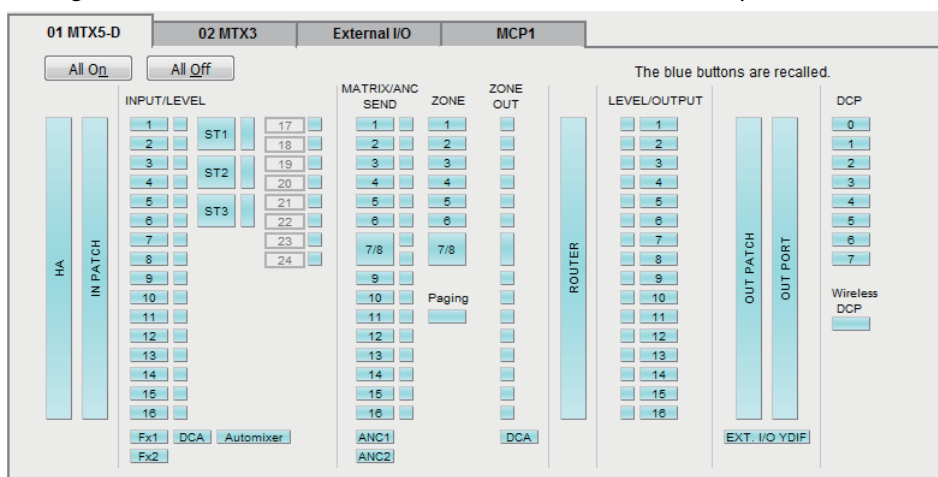 01 MTX5-D 02 MTX3 External I/O MCP1
All On All Off The blue buttons are recalled.
INPUT/LEVEL MATRIX/ANC SEND ZONE ZONE OUT LEVEL/OUTPUT DCP
HA
IN PATCH
1 ST1 17 1 1 1 0
2 18 2 2 2 1
3 ST2 19 3 3 3 2
4 20 4 4 4 3
5 ST3 21 5 5 5 4
6 22 6 6 6 5
7 23 7/8 7/8 7 6
8 24 8 7
ROUTER
OUT PATCH
OUT PORT
9 9 9
10 10 Paging 10 Wireless DCP
11 11 11
12 12 12
13 13 13
14 14 14
15 15 15
16 16 16
Fx1 DCA Automixer ANC1 DCA EXT. I/O YDIF
Fx2 ANC2